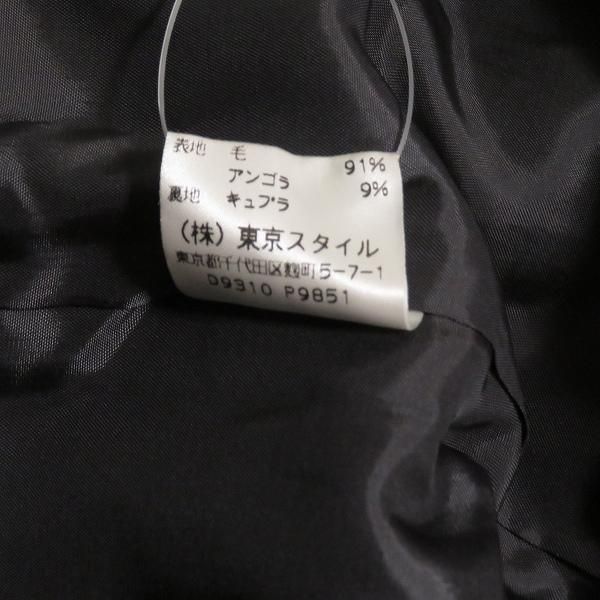 表地 毛 91%
アンゴラ 9%
裏地 キュプラ
(株) 東京スタイル
東京都千代田区麹町5-7-1
D9310 P9851